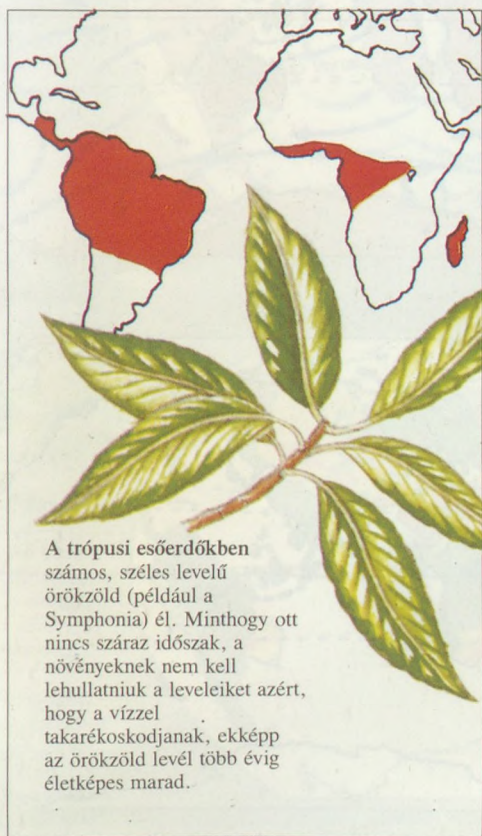 A trópusi esőerdőkben
számos, széles levelű
örökzöld (például a
Symphonia) él. Minthogy ott
nincs száraz időszak, a
növényeknek nem kell
lehullatniuk a leveleiket azért,
hogy a vízzel
takarékoskodjanak, ekképp
az örökzöld levél több évig
életképes marad.